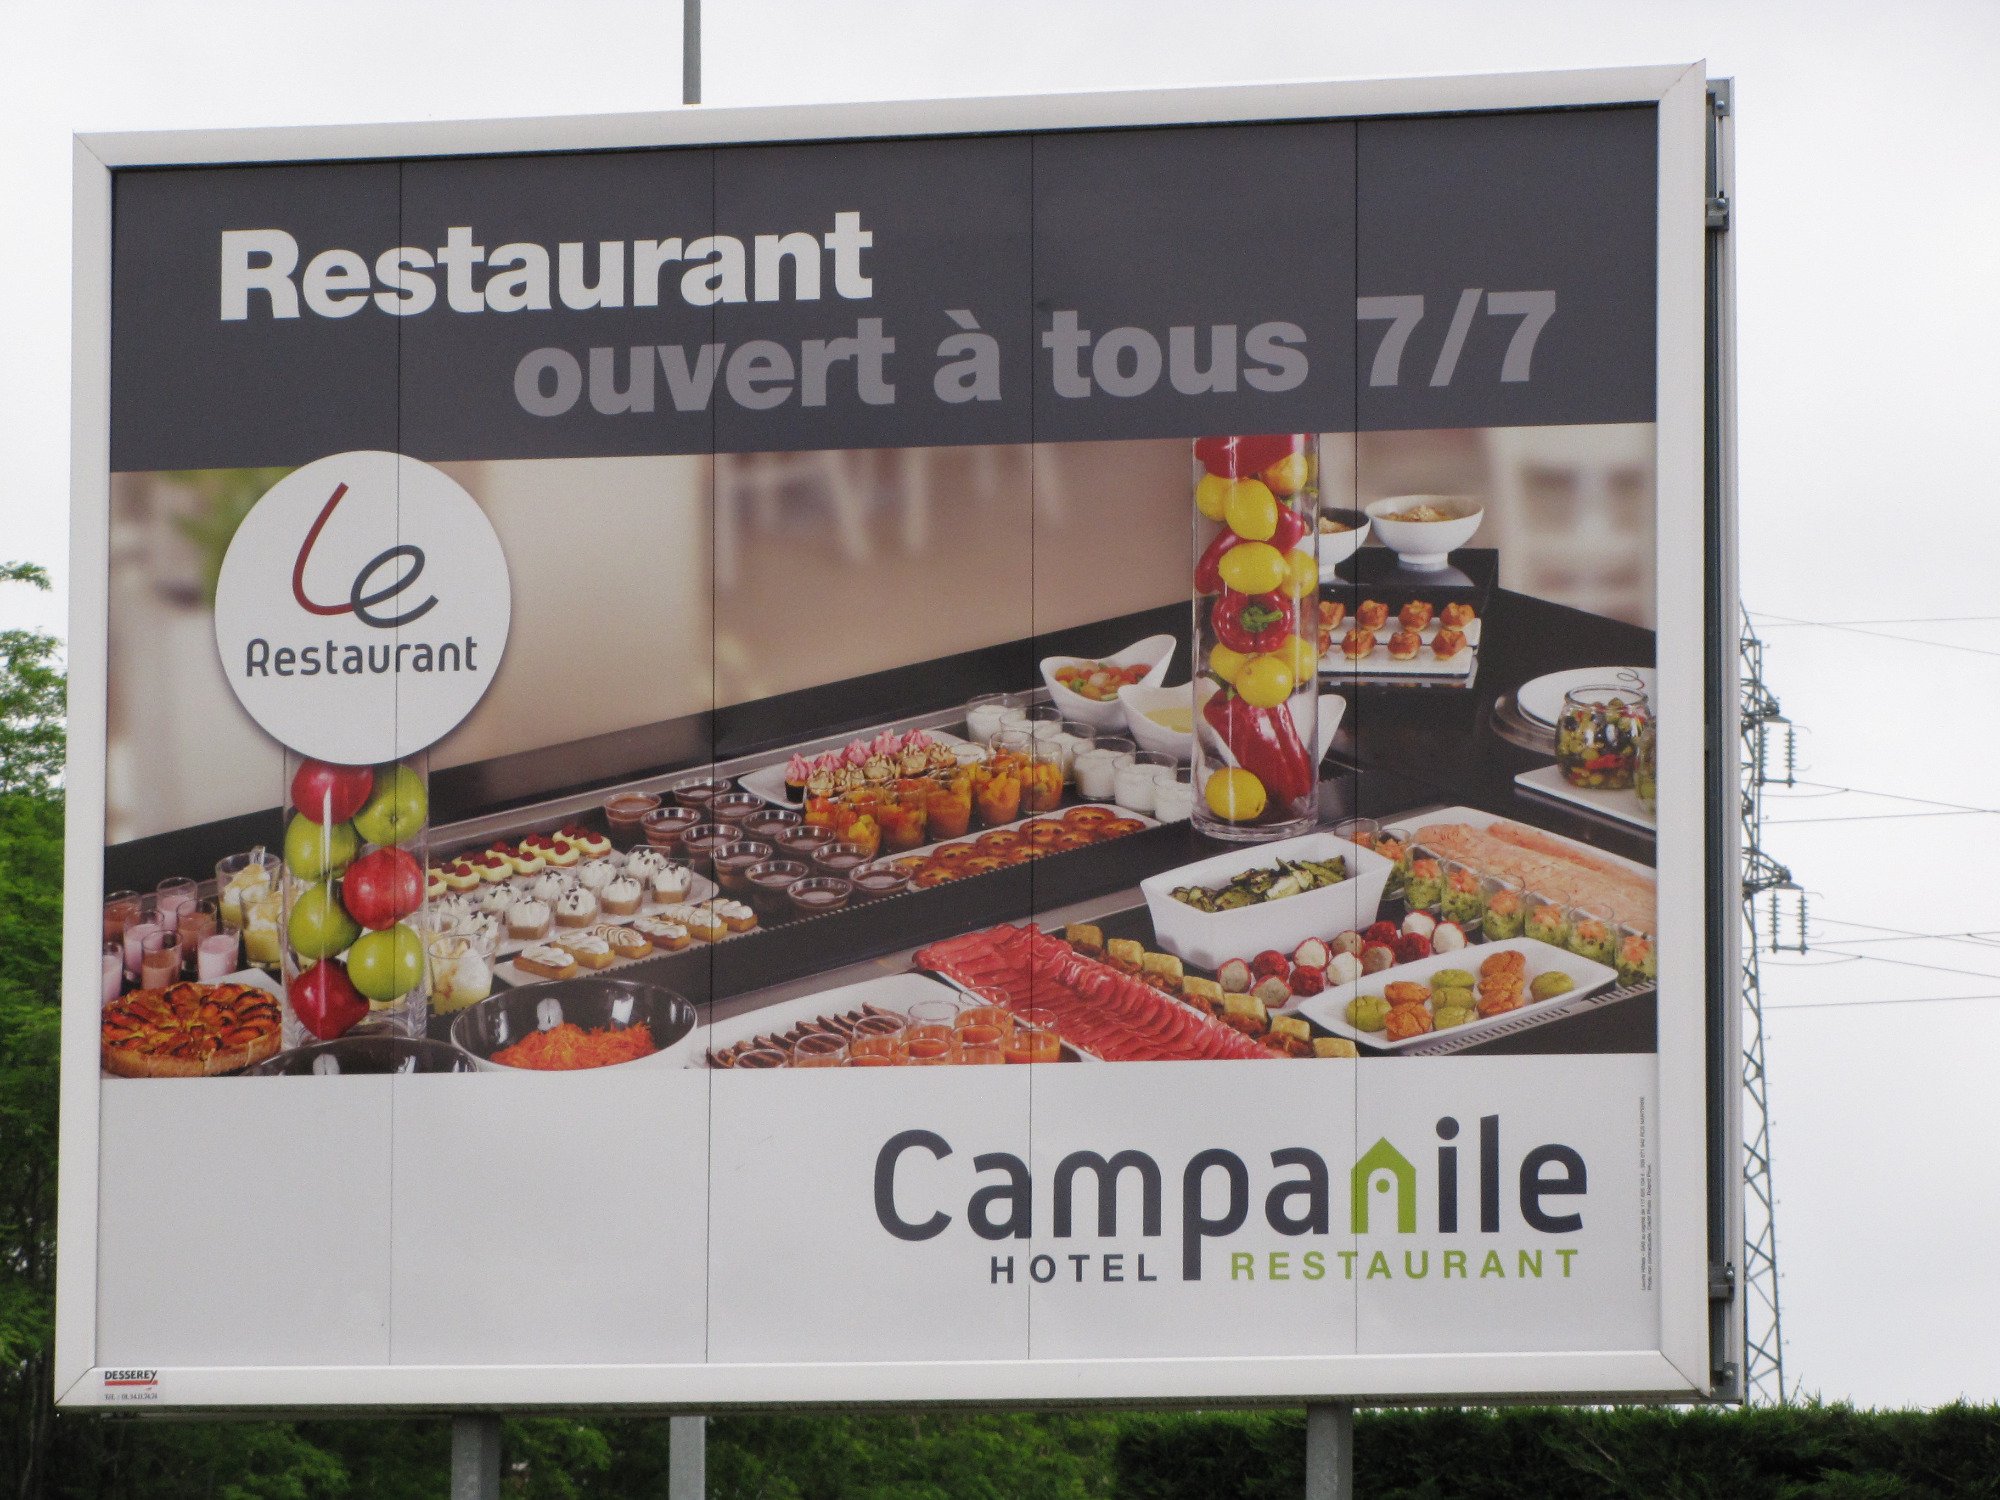 Restaurant
ouvert à tous 7/7
Le
Restaurant
Campanile
HOTEL RESTAURANT
DESSEREY